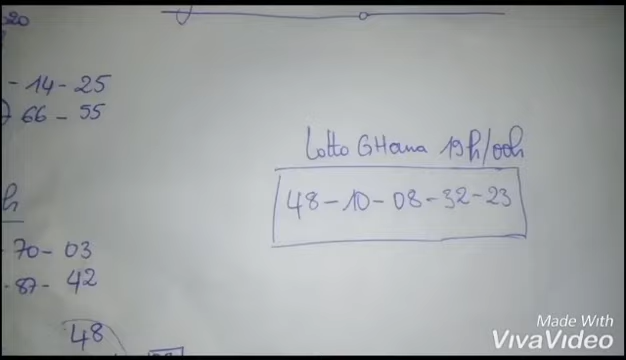 020
- 14 - 25
66 - 55
h
- 70 - 03
- 87 - 42
48
Lotto GHana 19h/00h
48 - 10 - 08 - 32 - 23
Made With
VivaVideo